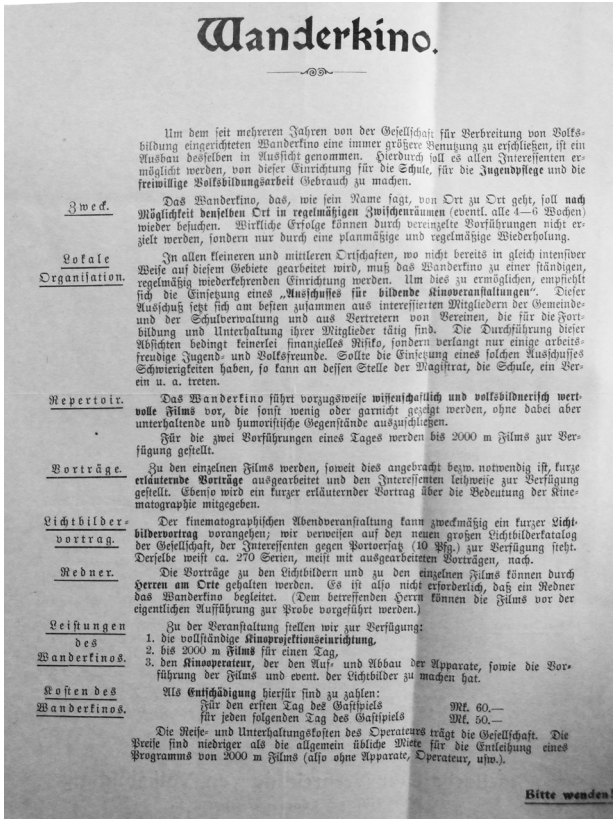 Wanderkino.
Um dem seit mehreren Jahren von der Gesellschaft für Verbreitung von Volks-
bildung eingerichteten Wanderkino eine immer größere Benutzung zu erschließen, ist ein
Ausbau desselben in Aussicht genommen. Hierdurch soll es allen Interessenten er-
möglicht werden, von dieser Einrichtung für die Schule, für die Jugendpflege und die
freiwillige Volksbildungsarbeit Gebrauch zu machen.
Zweck.
Das Wanderkino, das, wie sein Name sagt, von Ort zu Ort geht, soll nach
Möglichkeit denselben Ort in regelmäßigen Zwischenräumen (eventl. alle 4—6 Wochen)
wieder besuchen. Wirkliche Erfolge können durch vereinzelte Vorführungen nicht er-
zielt werden, sondern nur durch eine planmäßige und regelmäßige Wiederholung.
Lokale
Organisation.
In allen kleineren und mittleren Ortschaften, wo nicht bereits in gleich intensiver
Weise auf diesem Gebiete gearbeitet wird, muß das Wanderkino zu einer ständigen,
regelmäßig wiederkehrenden Einrichtung werden. Um dies zu ermöglichen, empfiehlt
sich die Einsetzung eines „Ausschusses für bildende Kinoveranstaltungen". Dieser
Ausschuß setzt sich am besten zusammen aus interessierten Mitgliedern der Gemeinde-
und der Schulverwaltung und aus Vertretern von Vereinen, die für die Fort-
bildung und Unterhaltung ihrer Mitglieder tätig sind. Die Durchführung dieser
Absichten bedingt keinerlei finanzielles Risiko, sondern verlangt nur einige arbeits-
freudige Jugend- und Volksfreunde. Sollte die Einsetzung eines solchen Ausschusses
Schwierigkeiten haben, so kann an dessen Stelle der Magistrat, die Schule, ein Ver-
ein u. a. treten.
Repertoir.
Das Wanderkino führt vorzugsweise wissenschaftlich und volksbildnerisch wert-
volle Films vor, die sonst wenig oder garnicht gezeigt werden, ohne dabei aber
unterhaltende und humoristische Gegenstände auszuschließen.
Für die zwei Vorführungen eines Tages werden bis 2000 m Films zur Ver-
fügung gestellt.
Vorträge.
Zu den einzelnen Films werden, soweit dies angebracht bezw. notwendig ist, kurze
erläuternde Vorträge ausgearbeitet und den Interessenten leihweise zur Verfügung
gestellt. Ebenso wird ein kurzer erläuternder Vortrag über die Bedeutung der Kine-
matographie mitgegeben.
Lichtbilder-
vortrag.
Der kinematographischen Abendveranstaltung kann zweckmäßig ein kurzer Licht-
bildervortrag vorangehen; wir verweisen auf den neuen großen Lichtbilderkatalog
der Gesellschaft, der Interessenten gegen Portoersatz (10 Pfg.) zur Verfügung steht.
Derselbe weist ca. 270 Serien, meist mit ausgearbeiteten Vorträgen, nach.
Redner.
Die Vorträge zu den Lichtbildern und zu den einzelnen Films können durch
Herren am Orte gehalten werden. Es ist also nicht erforderlich, daß ein Redner
das Wanderkino begleitet. (Dem betreffenden Herrn können die Films vor der
eigentlichen Aufführung zur Probe vorgeführt werden.)
Leistungen
des
Wanderkinos.
Zu der Veranstaltung stellen wir zur Verfügung:
1. die vollständige Kinoprojektionseinrichtung,
2. bis 2000 m Films für einen Tag,
3. den Kinooperateur, der den Auf- und Abbau der Apparate, sowie die Vor-
führung der Films und event. der Lichtbilder zu machen hat.
Kosten des
Wanderkinos.
Als Entschädigung hierfür sind zu zahlen:
Für den ersten Tag des Gastspiels Mk. 60.—
für jeden folgenden Tag des Gastspiels Mk. 50.—
Die Reise- und Unterhaltungskosten des Operateurs trägt die Gesellschaft. Die
Preise sind niedriger als die allgemein übliche Miete für die Entleihung eines
Programms von 2000 m Films (also ohne Apparate, Operateur, usw.).
Bitte wenden!